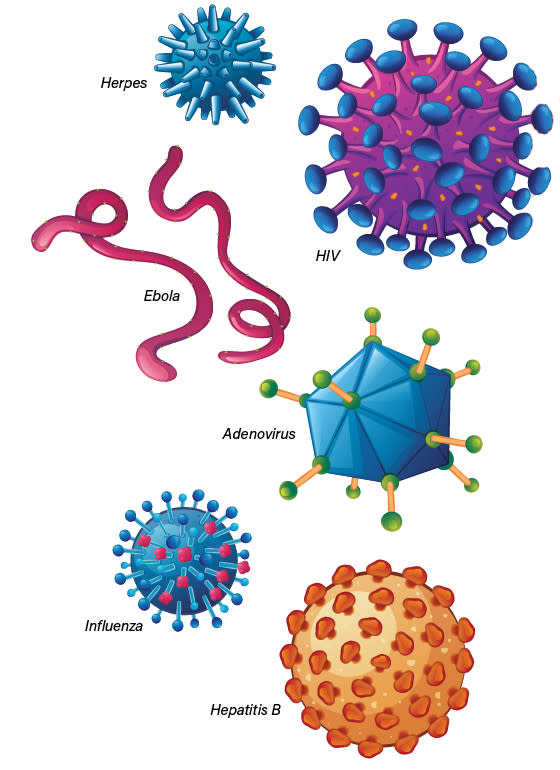 Herpes
HIV
Ebola
Adenovirus
Influenza
Hepatitis B